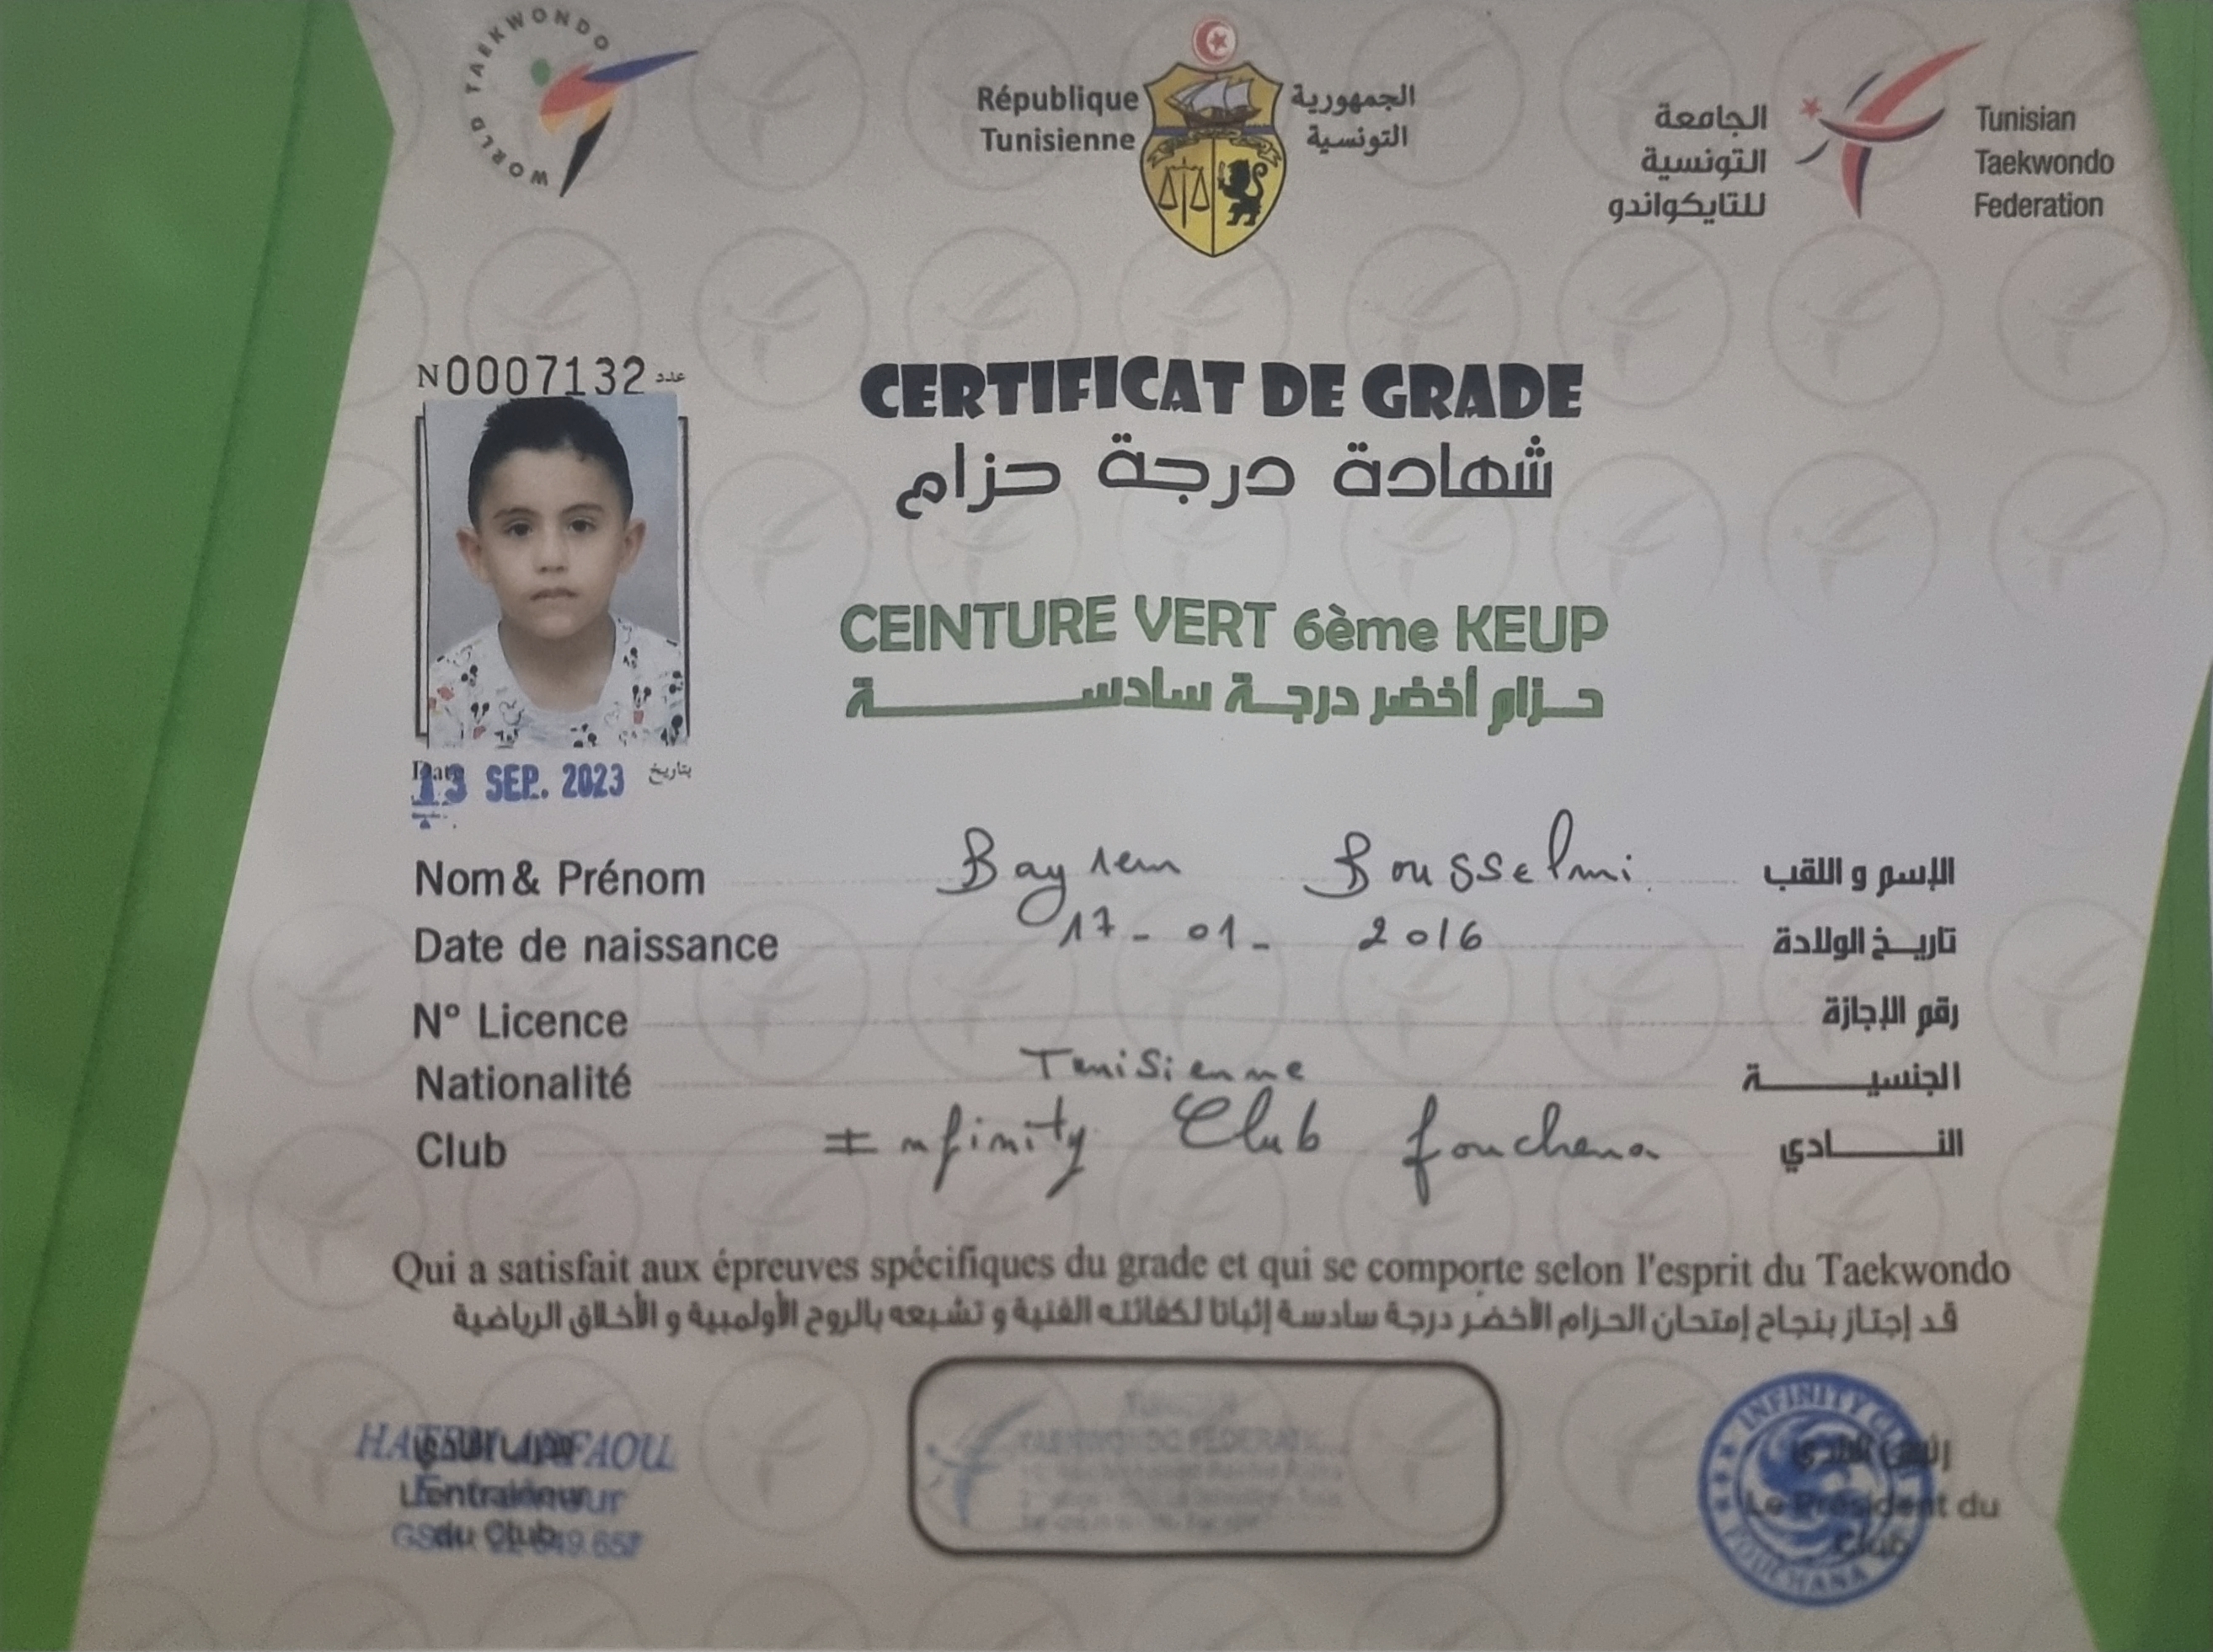 WORLD TAEKWONDO
République
Tunisienne
الجمهورية
التونسية
الجامعة
التونسية
للتايكواندو
Tunisian
Taekwondo
Federation
N 0007132 عدد
CERTIFICAT DE GRADE
شهادة درجة حزام
CEINTURE VERT 6ème KEUP
حزام أخضر درجة سادسة
Date 13 SEP. 2023 بتاريخ
Nom & Prénom Bayrem Bousselmi الإسم و اللقب
Date de naissance 17-01-2016 تاريخ الولادة
N° Licence رقم الإجازة
Nationalité Tunisienne الجنسية
Club Infinity Club fouchana النادي
Qui a satisfait aux épreuves spécifiques du grade et qui se comporte selon l'esprit du Taekwondo
قد إجتاز بنجاح إمتحان الحزام الأخضر درجة سادسة إثباتا لكفائته الفنية و تشبعه بالروح الأولمبية و الأخلاق الرياضية
L'entraineur
du Club
TAEKWONDO FEDERATION
INFINITY CLUB
FOUCHANA
رئيس النادي
Le Président du
Club